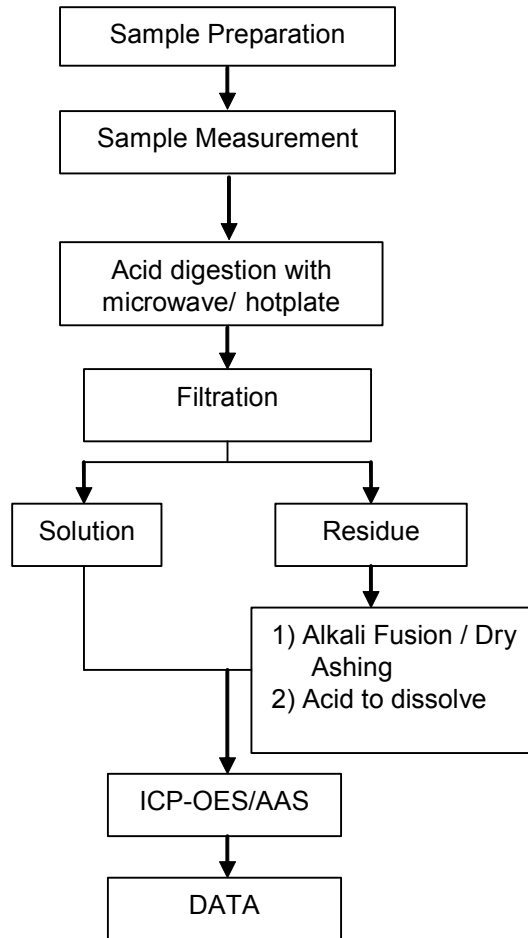 Sample Preparation
Sample Measurement
Acid digestion with
microwave/ hotplate
Filtration
Solution
Residue
1) Alkali Fusion / Dry
Ashing
2) Acid to dissolve
ICP-OES/AAS
DATA